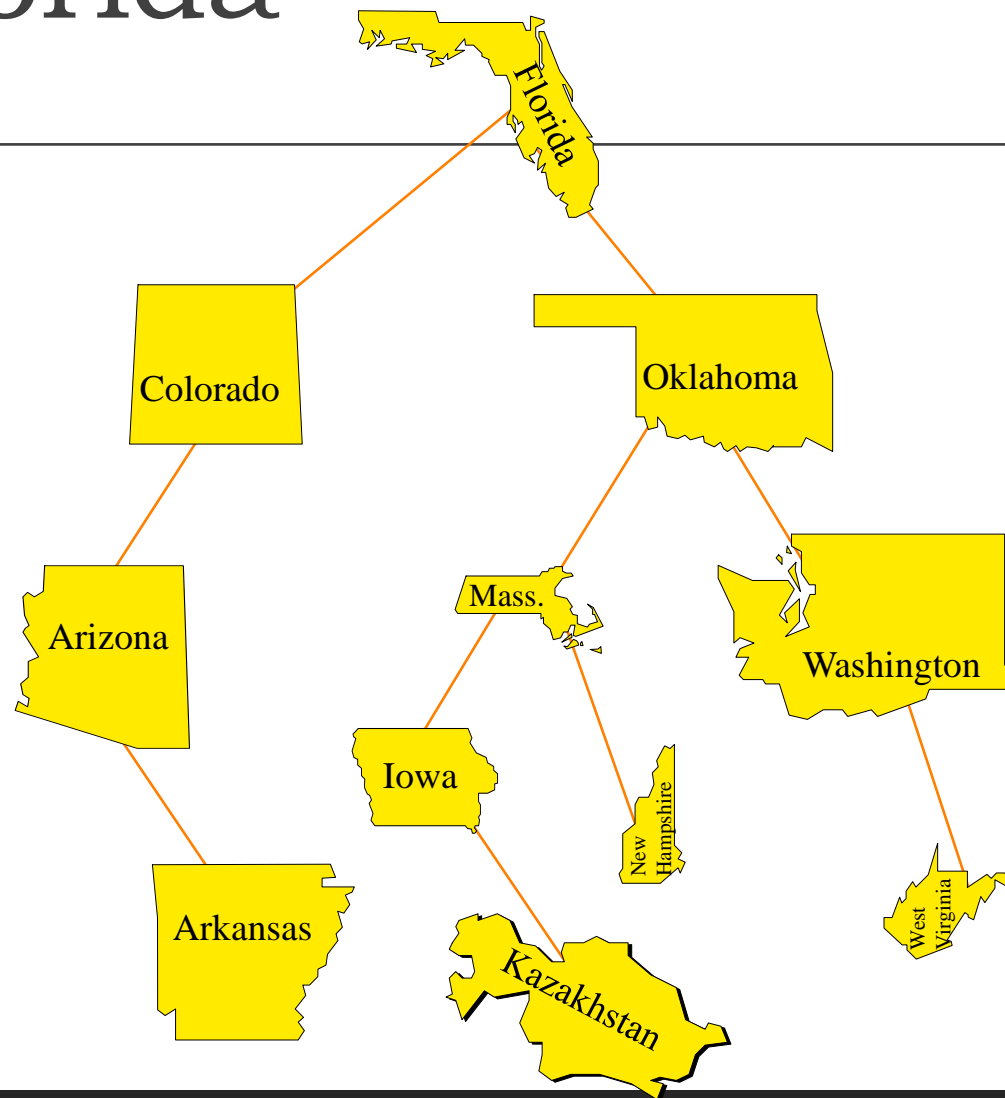 Florida
Colorado
Oklahoma
Arizona
Mass.
Washington
Iowa
New
Hampshire
Arkansas
West
Virginia
Kazakhstan